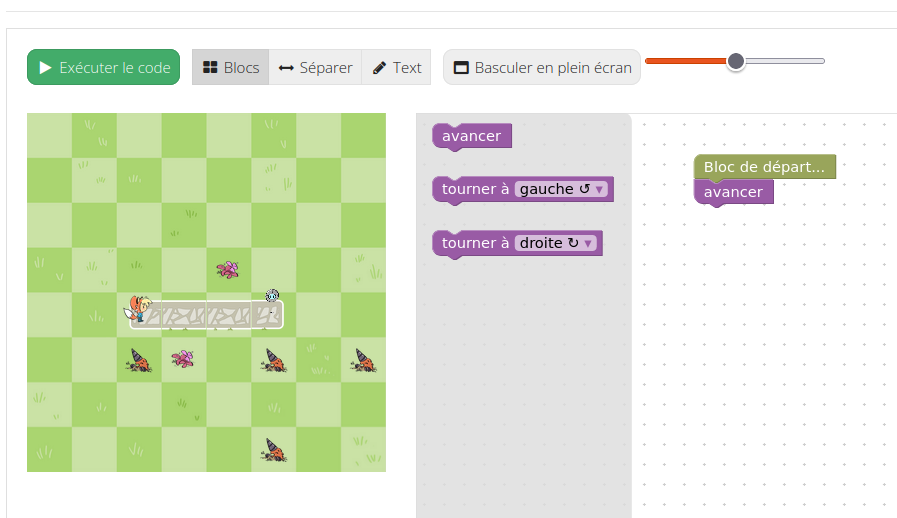 Exécuter le code
Blocs
Séparer
Text
Basculer en plein écran
avancer
tourner à gauche ↺ ▼
tourner à droite ↻ ▼
Bloc de départ...
avancer